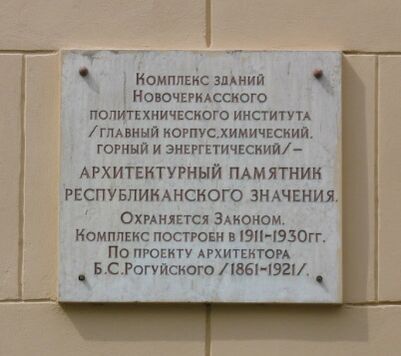 Комплекс зданий
Новочеркасского
политехнического института
/главный корпус, химический,
горный и энергетический/ –
АРХИТЕКТУРНЫЙ ПАМЯТНИК
РЕСПУБЛИКАНСКОГО ЗНАЧЕНИЯ.
Охраняется Законом.
Комплекс построен в 1911-1930гг.
По проекту архитектора
Б.С.Рогуйского /1861-1921/.